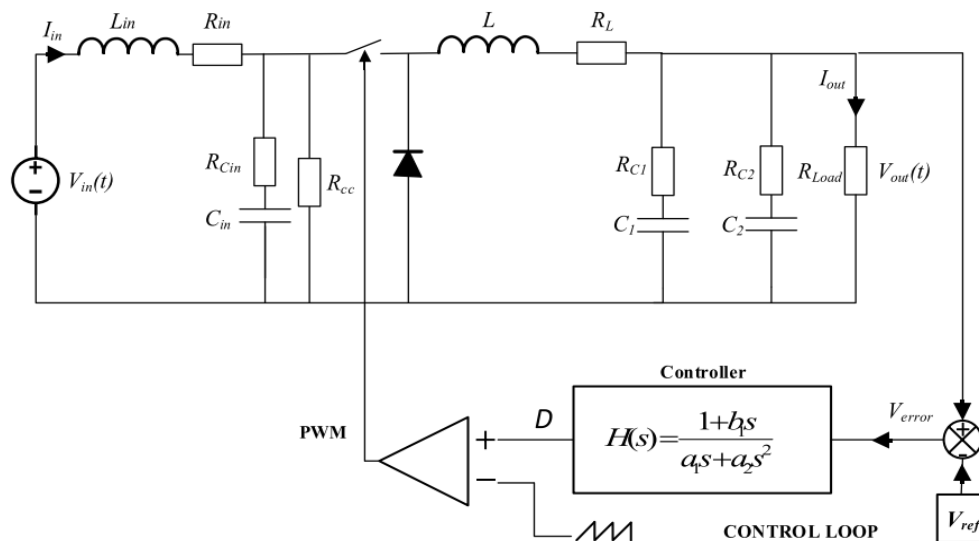 I_in
L_in
R_in
L
R_L
I_out
+
-
V_in(t)
R_Cin
C_in
R_cc
R_C1
C_1
R_C2
C_2
R_Load
V_out(t)
Controller
PWM
+
−
D
H(s)=(1+b_1s)/(a_1s+a_2s^2)
V_error
+
-
V_ref
CONTROL LOOP